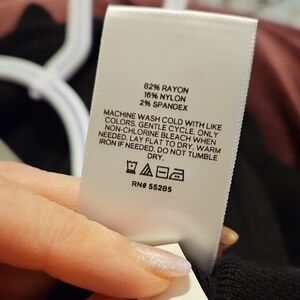 82% RAYON
16% NYLON
2% SPANDEX
MACHINE WASH COLD WITH LIKE
COLORS. GENTLE CYCLE. ONLY
NON-CHLORINE BLEACH WHEN
NEEDED. LAY FLAT TO DRY. WARM
IRON IF NEEDED. DO NOT TUMBLE
DRY.
RN# 55285